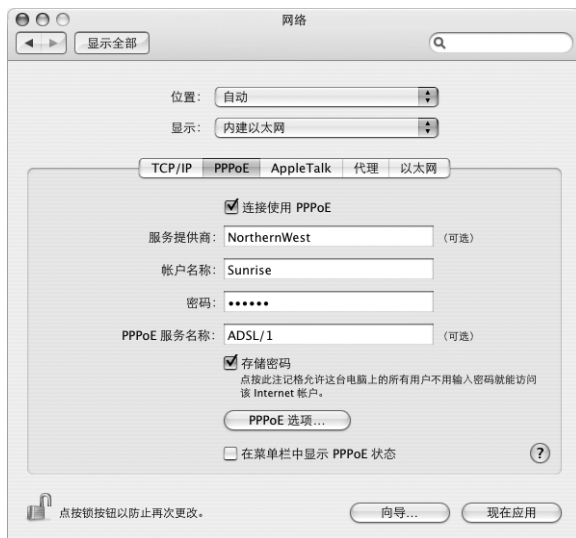 网络
显示全部
位置： 自动
显示： 内建以太网
TCP/IP PPPoE AppleTalk 代理 以太网
连接使用 PPPoE
服务提供商： NorthernWest （可选）
帐户名称： Sunrise
密码： ••••••
PPPoE 服务名称： ADSL/1 （可选）
存储密码
点按此注记格允许这台电脑上的所有用户不用输入密码就能访问
该 Internet 帐户。
PPPoE 选项...
在菜单栏中显示 PPPoE 状态
?
点按锁按钮以防止再次更改。 向导... 现在应用